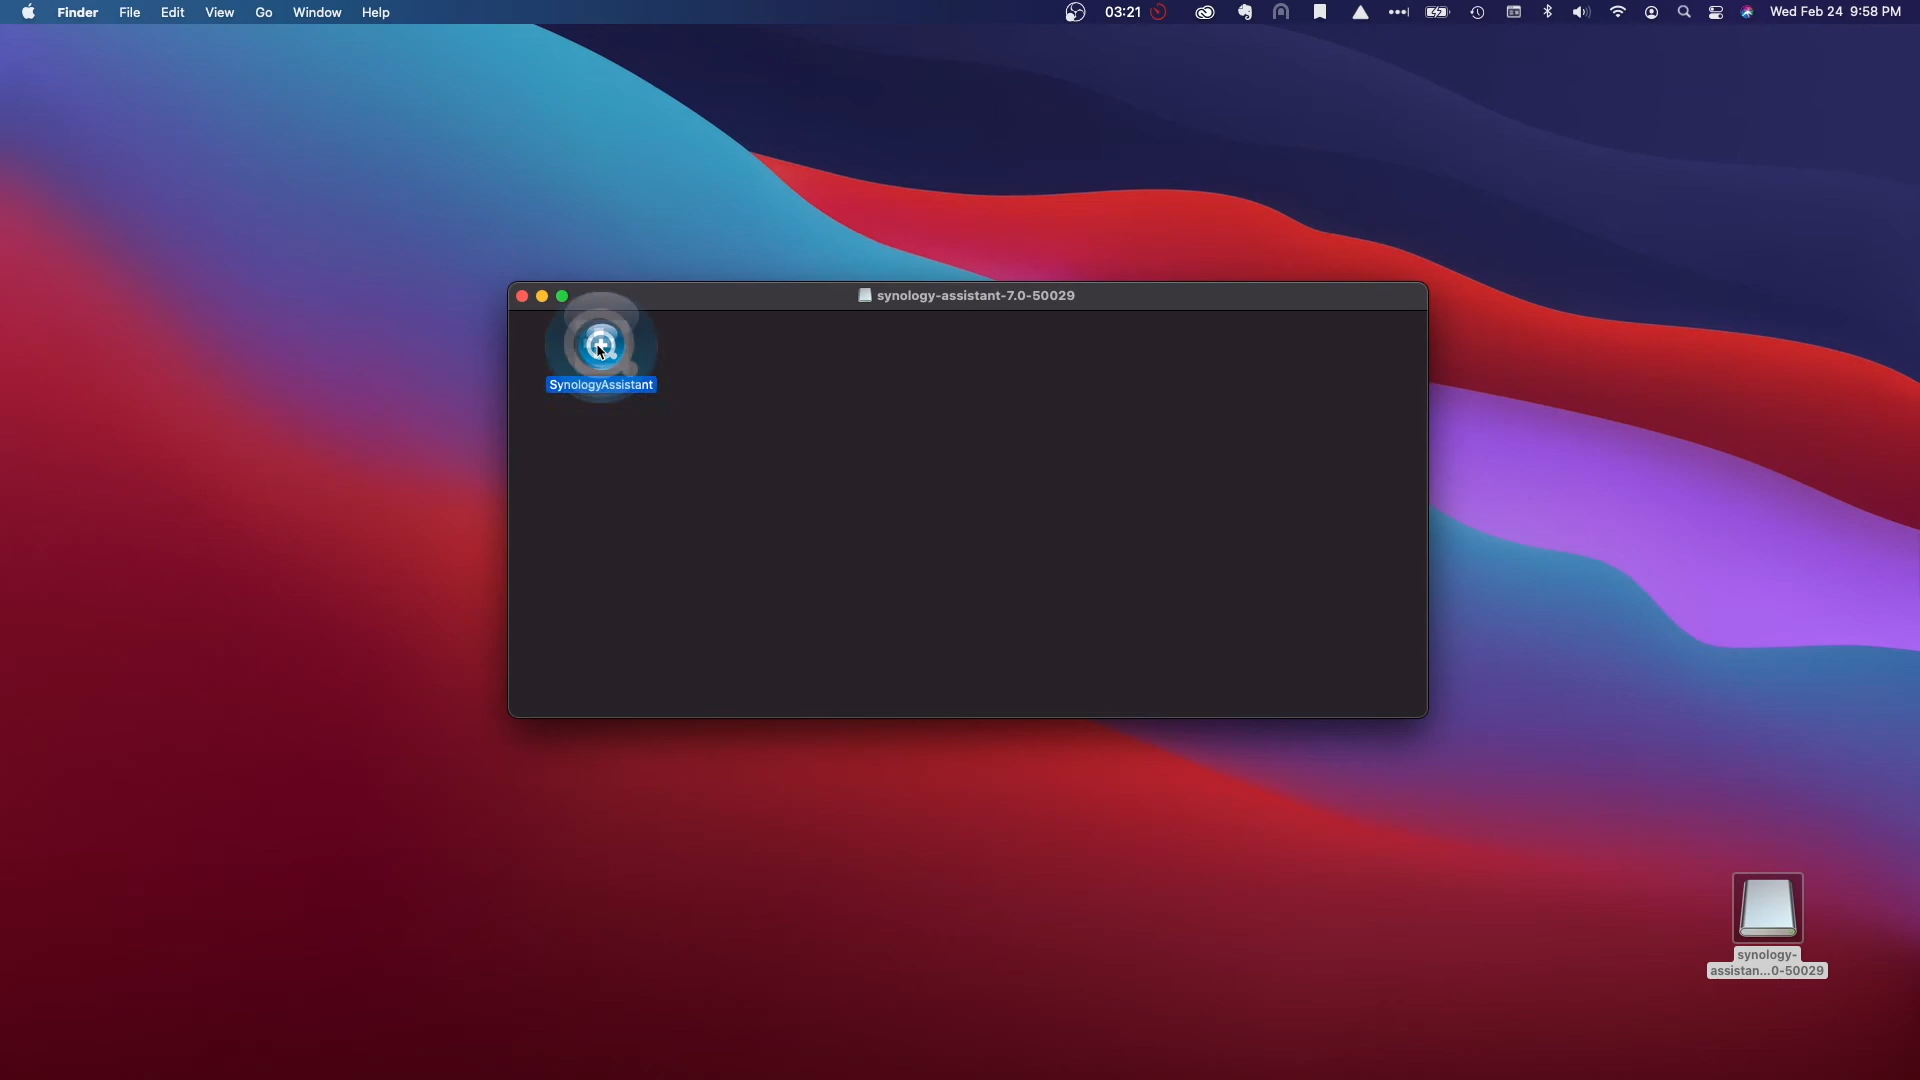 Finder File Edit View Go Window Help 03:21 Wed Feb 24 9:58 PM
synology-assistant-7.0-50029
SynologyAssistant
synology-
assistan...0-50029